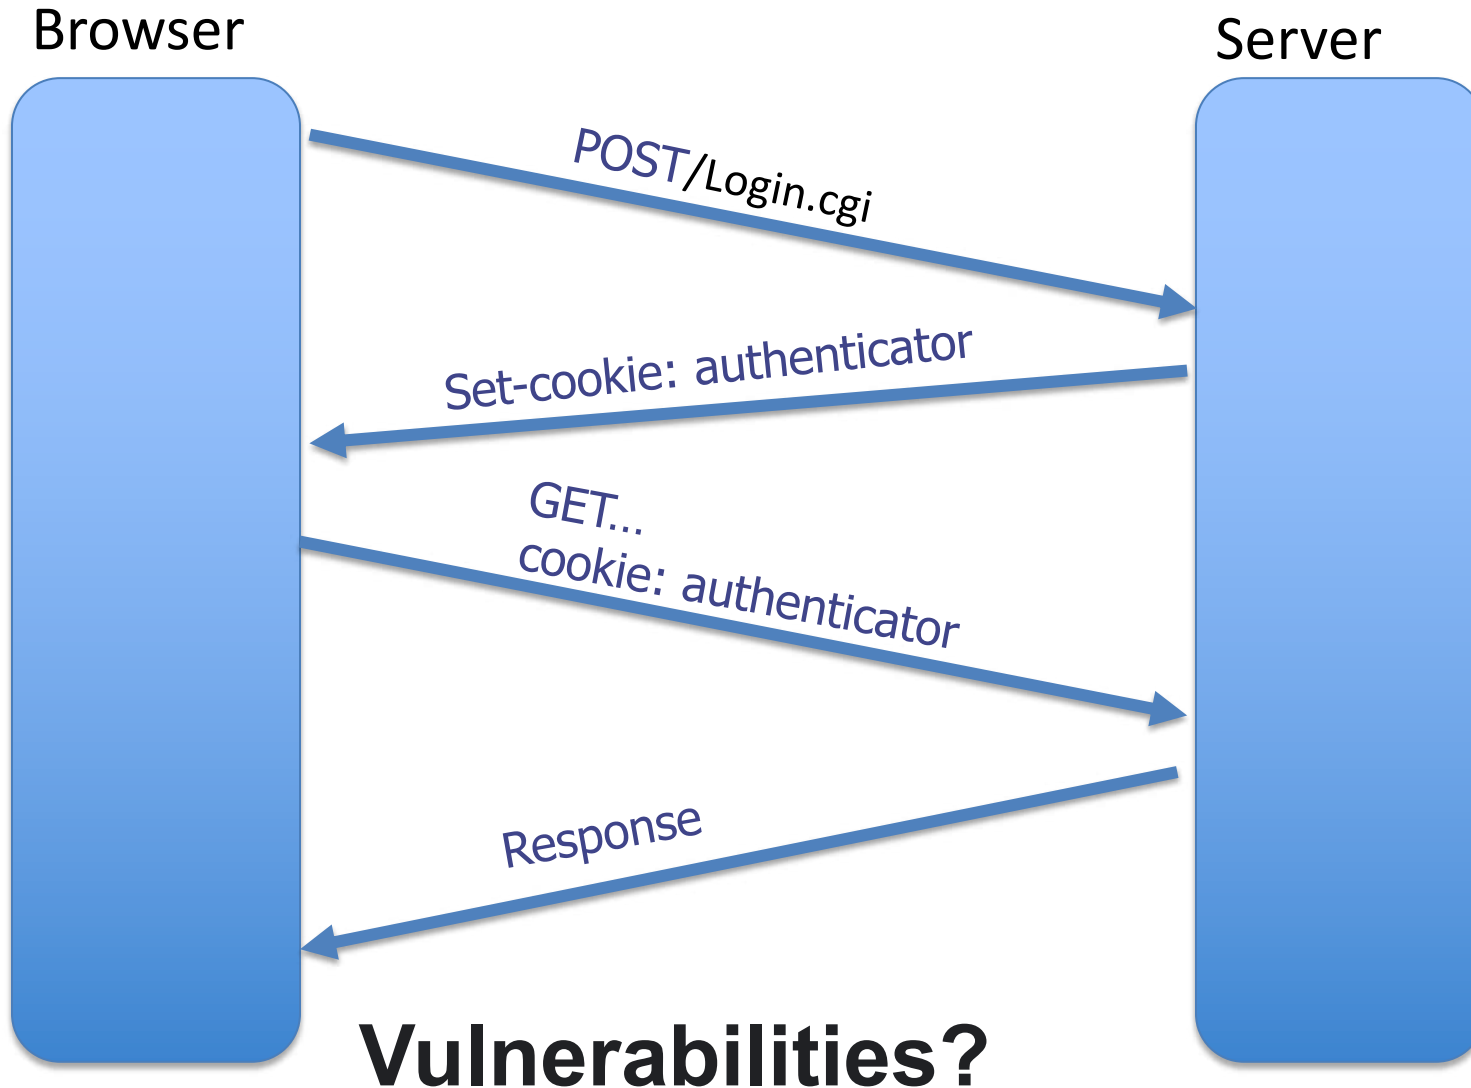 Browser
Server
POST/Login.cgi
Set-cookie: authenticator
GET...
cookie: authenticator
Response
Vulnerabilities?